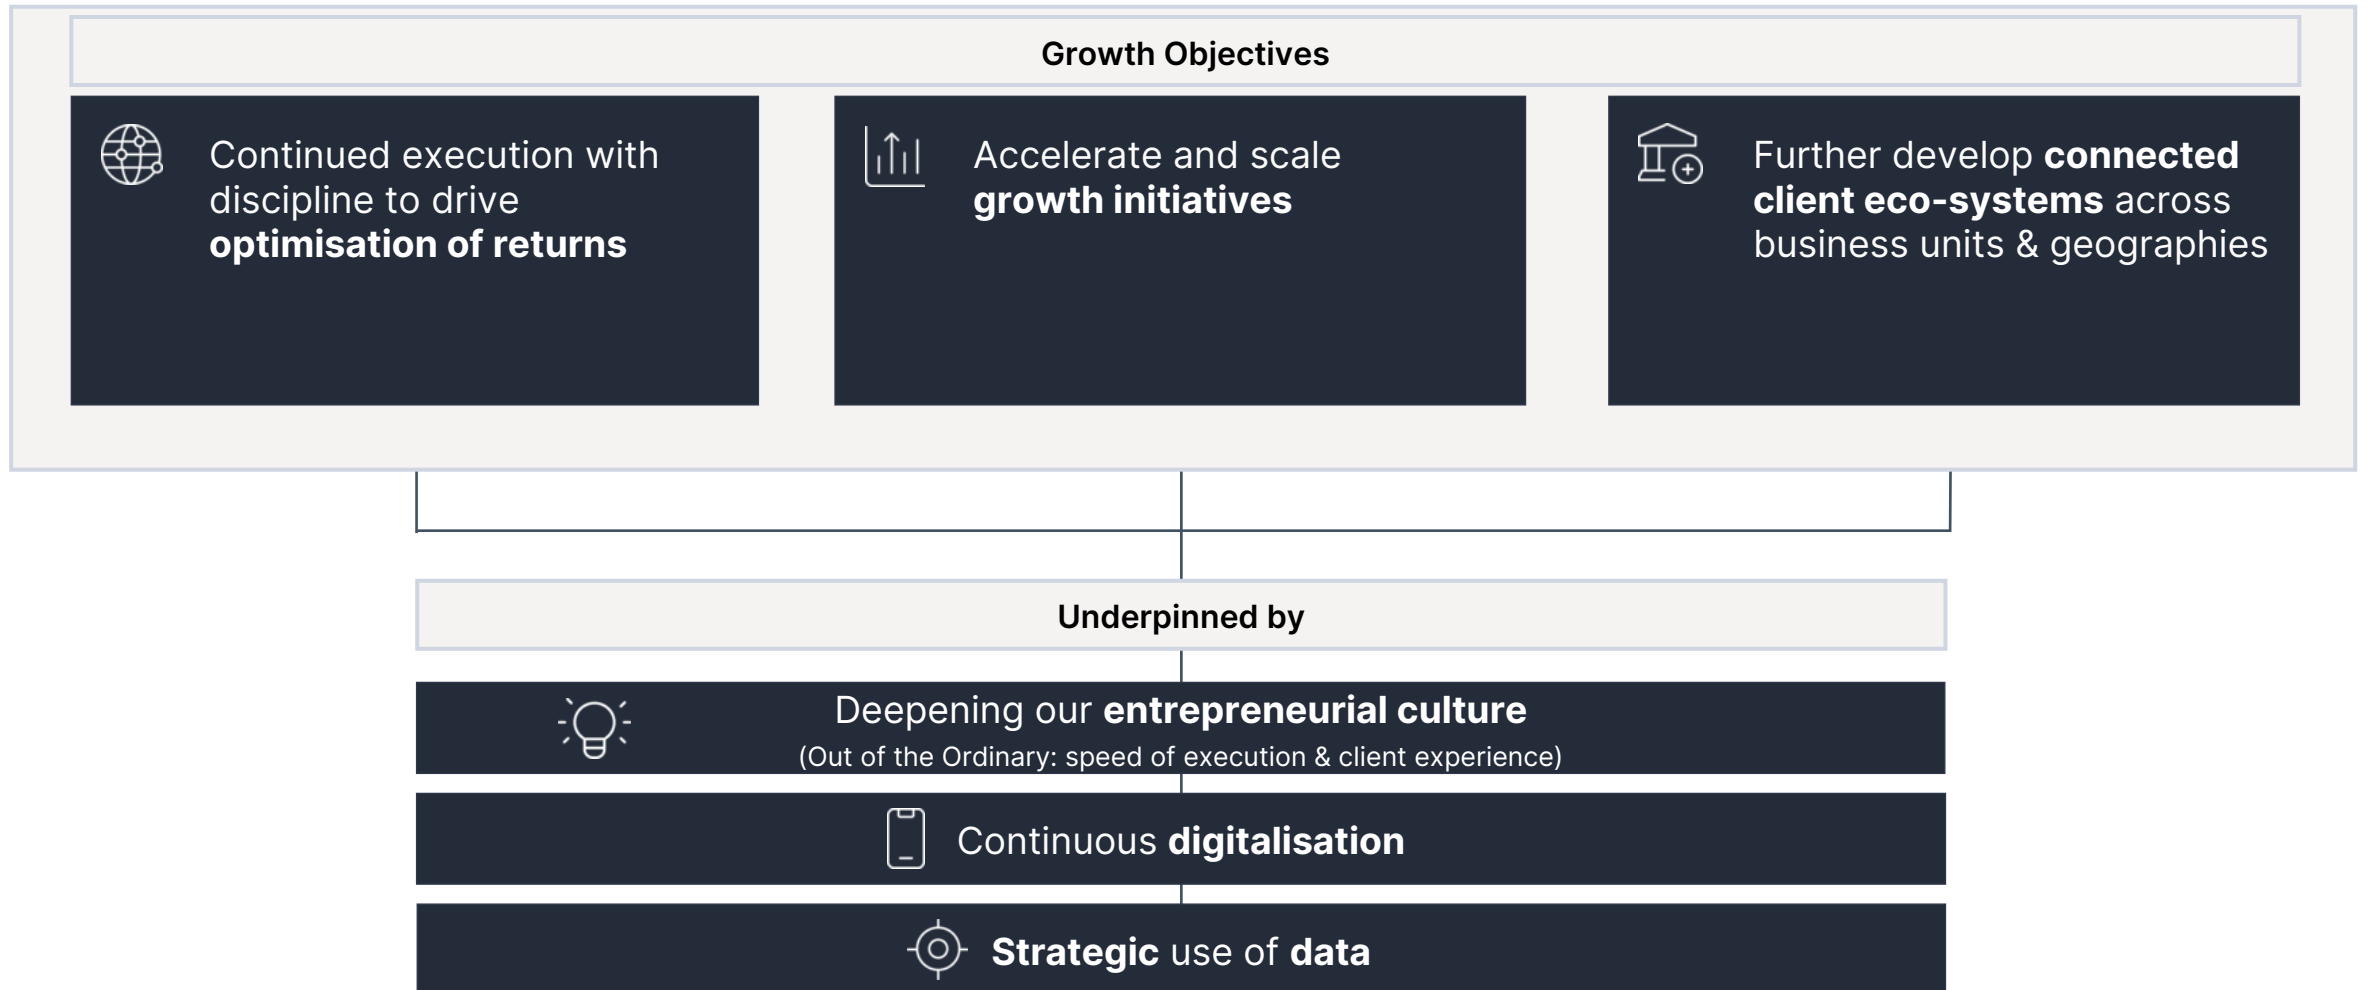 Growth Objectives
Continued execution with
discipline to drive
optimisation of returns
Accelerate and scale
growth initiatives
Further develop connected
client eco-systems across
business units & geographies
Underpinned by
Deepening our entrepreneurial culture
(Out of the Ordinary: speed of execution & client experience)
Continuous digitalisation
Strategic use of data